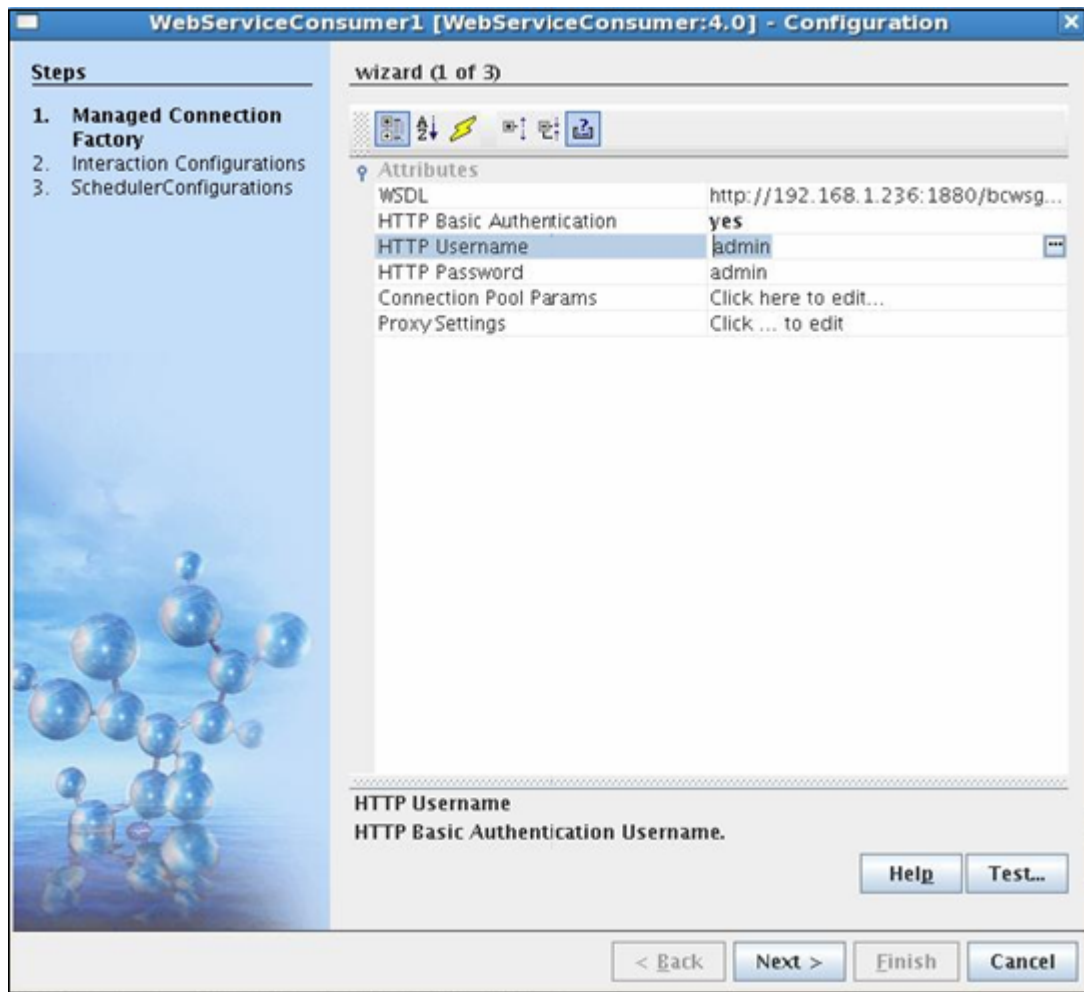 WebServiceConsumer1 [WebServiceConsumer:4.0] - Configuration
Steps
1. Managed Connection
Factory
2. Interaction Configurations
3. SchedulerConfigurations
wizard (1 of 3)
Attributes
WSDL http://192.168.1.236:1880/bcwsg...
HTTP Basic Authentication yes
HTTP Username admin
HTTP Password admin
Connection Pool Params Click here to edit...
Proxy Settings Click ... to edit
HTTP Username
HTTP Basic Authentication Username.
Help Test...
< Back Next > Finish Cancel